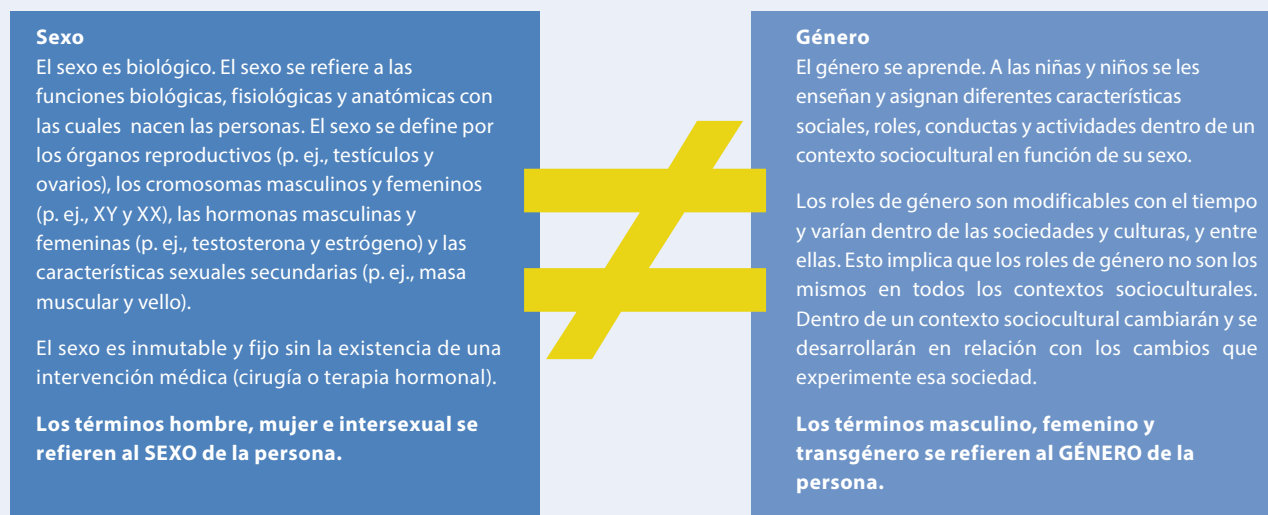 Sexo
El sexo es biológico. El sexo se refiere a las
funciones biológicas, fisiológicas y anatómicas con
las cuales nacen las personas. El sexo se define por
los órganos reproductivos (p. ej., testículos y
ovarios), los cromosomas masculinos y femeninos
(p. ej., XY y XX), las hormonas masculinas y
femeninas (p. ej., testosterona y estrógeno) y las
características sexuales secundarias (p. ej., masa
muscular y vello).
El sexo es inmutable y fijo sin la existencia de una
intervención médica (cirugía o terapia hormonal).
Los términos hombre, mujer e intersexual se
refieren al SEXO de la persona.
≠
Género
El género se aprende. A las niñas y niños se les
enseñan y asignan diferentes características
sociales, roles, conductas y actividades dentro de un
contexto sociocultural en función de su sexo.
Los roles de género son modificables con el tiempo
y varían dentro de las sociedades y culturas, y entre
ellas. Esto implica que los roles de género no son los
mismos en todos los contextos socioculturales.
Dentro de un contexto sociocultural cambiarán y se
desarrollarán en relación con los cambios que
experimente esa sociedad.
Los términos masculino, femenino y
transgénero se refieren al GÉNERO de la
persona.